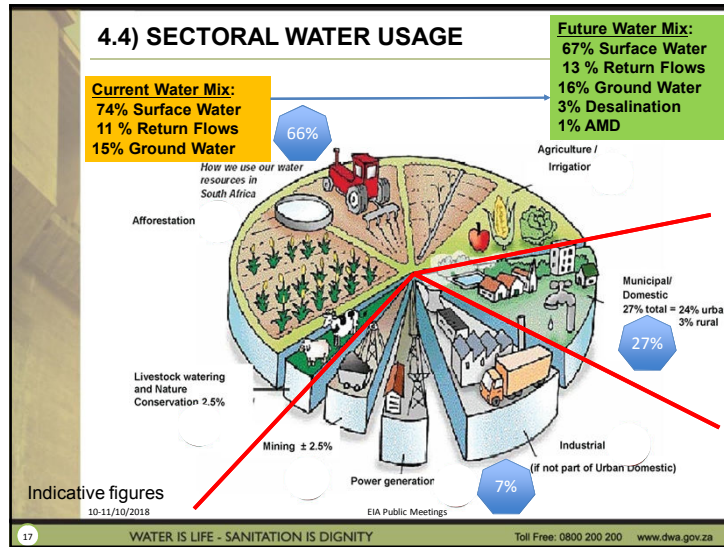 4.4) SECTORAL WATER USAGE
Future Water Mix:
67% Surface Water
13 % Return Flows
16% Ground Water
3% Desalination
1% AMD
Current Water Mix:
74% Surface Water
11 % Return Flows
15% Ground Water
66%
How we use our water
resources in
South Africa
Agriculture /
Irrigation
Afforestation
Municipal/
Domestic
27% total = 24% urba
3% rural
27%
Livestock watering
and Nature
Conservation 2.5%
Mining ± 2.5%
Power generation
Industrial
(if not part of Urban Domestic)
7%
Indicative figures
10-11/10/2018
EIA Public Meetings
17
WATER IS LIFE - SANITATION IS DIGNITY
Toll Free: 0800 200 200
www.dwa.gov.za